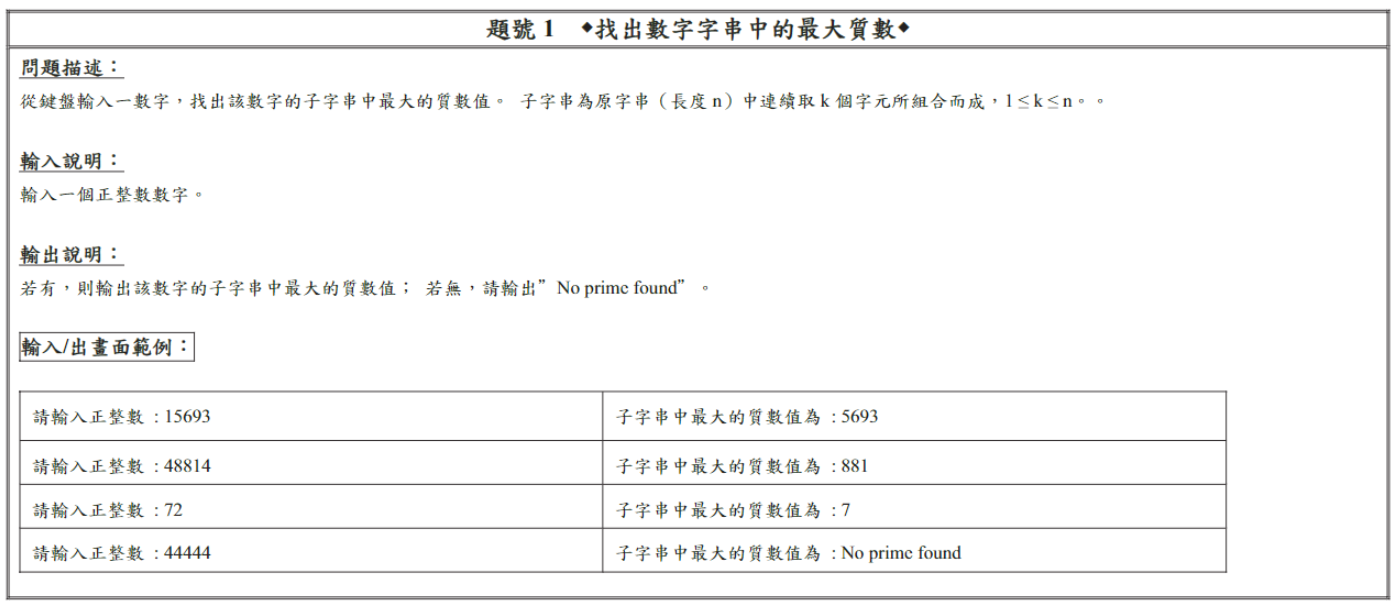 題號 1 ◆找出數字字串中的最大質數◆
問題描述：
從鍵盤輸入一數字，找出該數字的子字串中最大的質數值。 子字串為原字串（長度 n）中連續取 k 個字元所組合而成，1≤k≤n。。
輸入說明：
輸入一個正整數數字。
輸出說明：
若有，則輸出該數字的子字串中最大的質數值； 若無，請輸出”No prime found”。
輸入/出畫面範例：
請輸入正整數 : 15693 子字串中最大的質數值為 : 5693
請輸入正整數 : 48814 子字串中最大的質數值為 : 881
請輸入正整數 : 72 子字串中最大的質數值為 : 7
請輸入正整數 : 44444 子字串中最大的質數值為 : No prime found